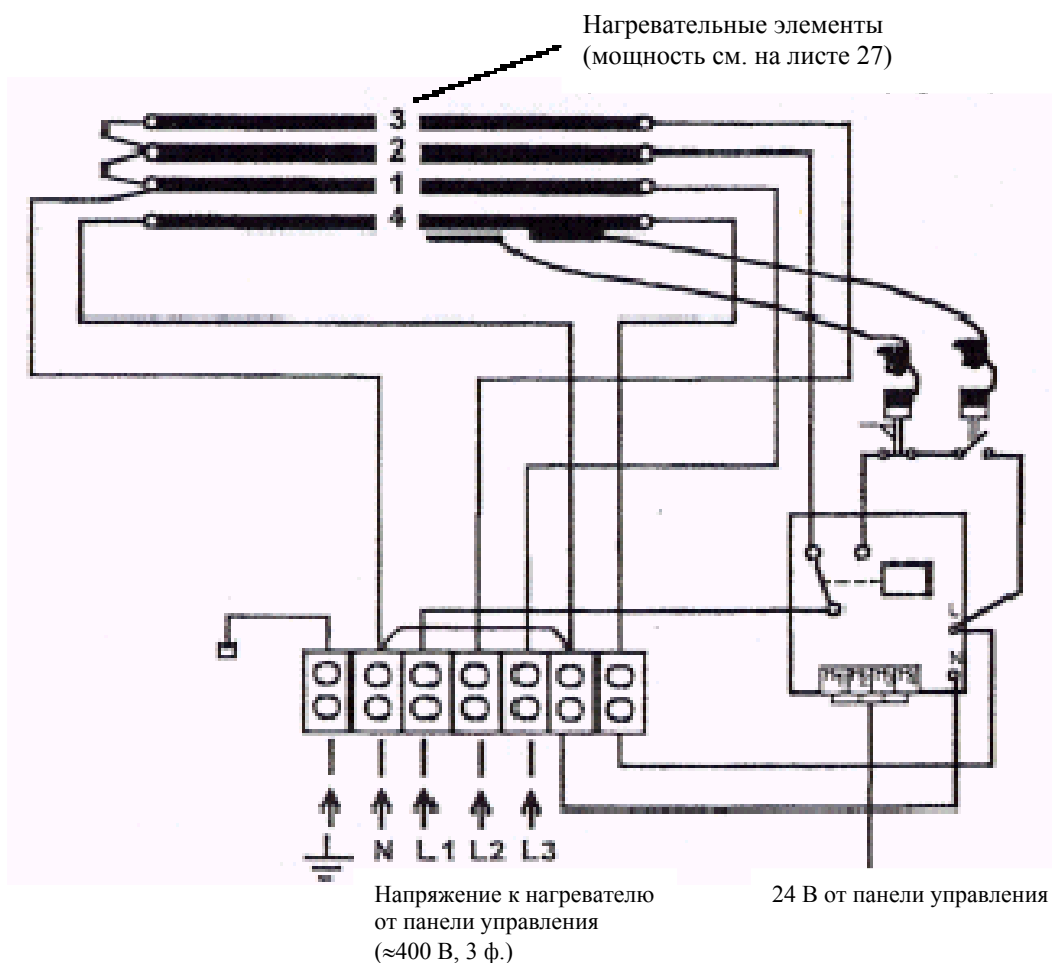 Нагревательные элементы
(мощность см. на листе 27)
3
2
1
4
L
N
N L1 L2 L3
Напряжение к нагревателю
от панели управления
(≈400 В, 3 ф.)
24 В от панели управления